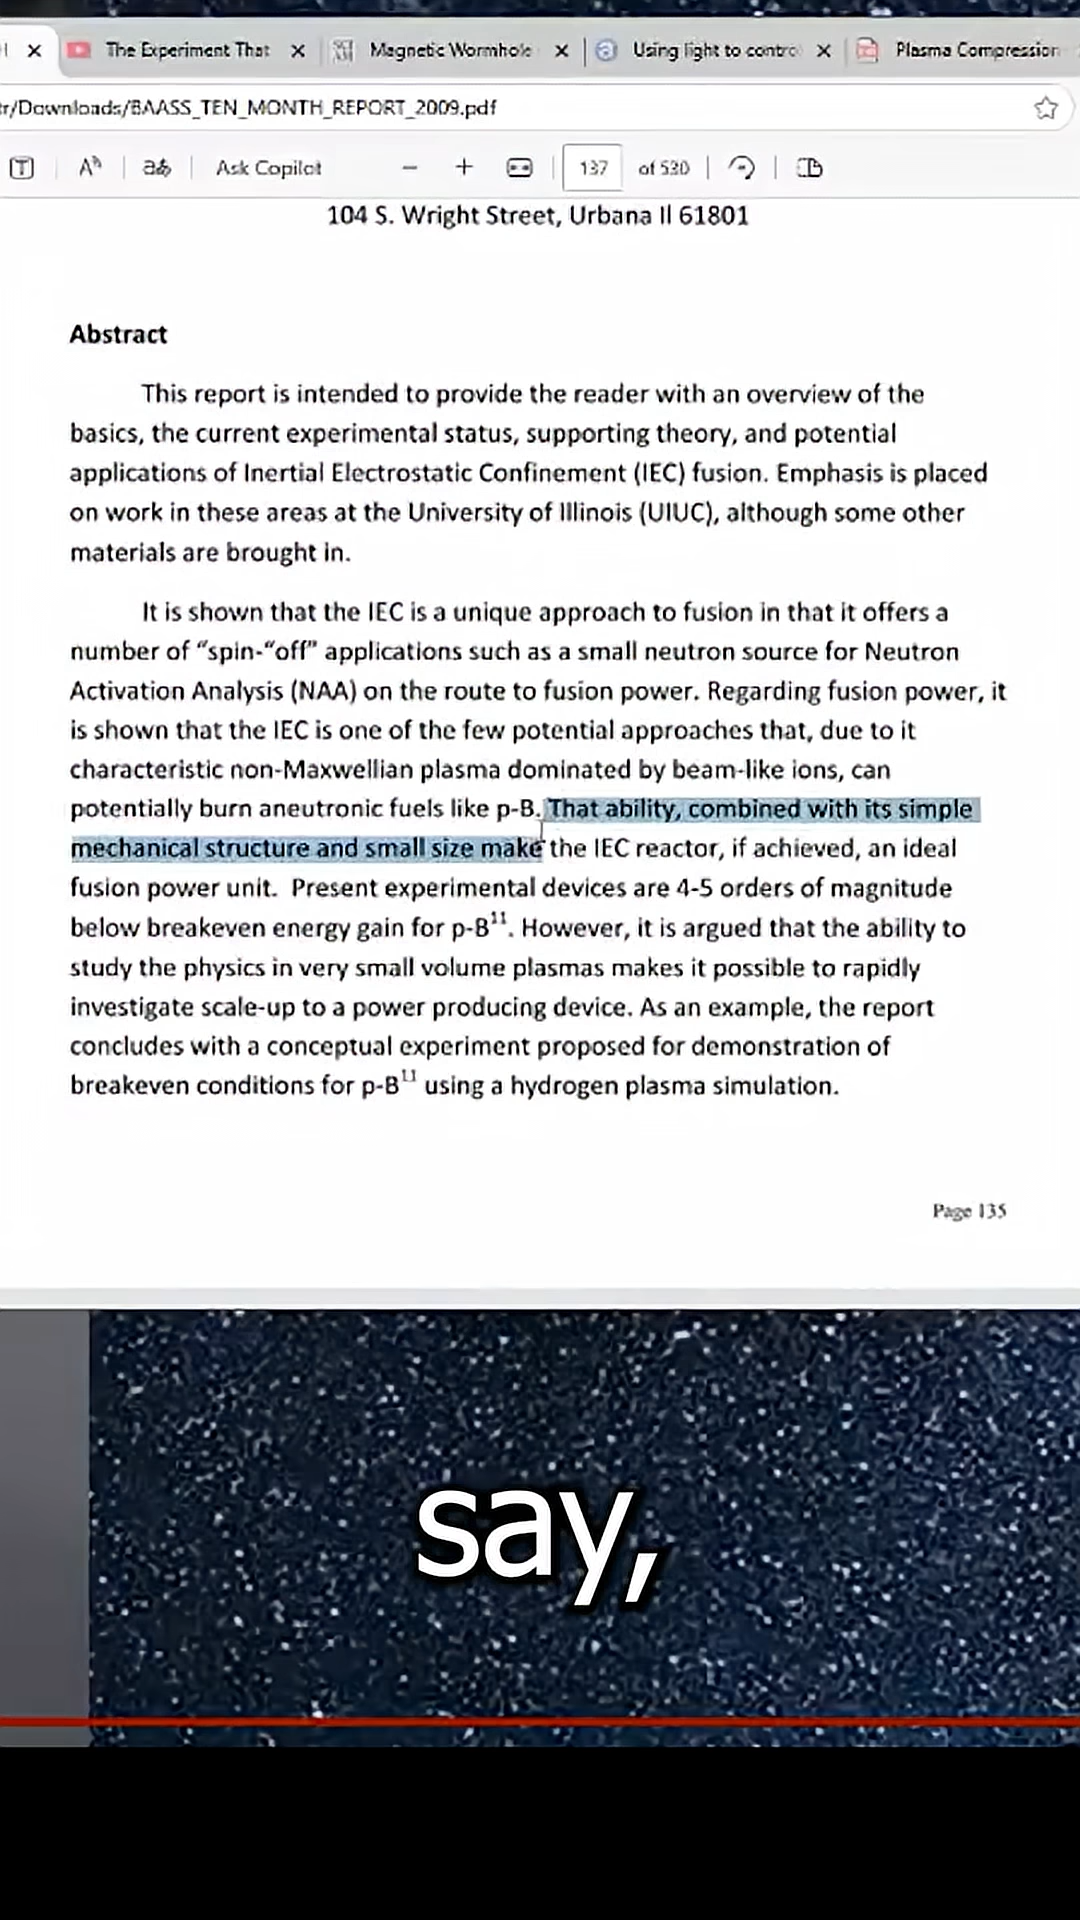 The Experiment That
Magnetic Wormhole
Using light to contro
Plasma Compression
r/Downloads/BAASS_TEN_MONTH_REPORT_2009.pdf
Ask Copilot
137 of 530
104 S. Wright Street, Urbana Il 61801
Abstract
This report is intended to provide the reader with an overview of the
basics, the current experimental status, supporting theory, and potential
applications of Inertial Electrostatic Confinement (IEC) fusion. Emphasis is placed
on work in these areas at the University of Illinois (UIUC), although some other
materials are brought in.
It is shown that the IEC is a unique approach to fusion in that it offers a
number of “spin-“off” applications such as a small neutron source for Neutron
Activation Analysis (NAA) on the route to fusion power. Regarding fusion power, it
is shown that the IEC is one of the few potential approaches that, due to it
characteristic non-Maxwellian plasma dominated by beam-like ions, can
potentially burn aneutronic fuels like p-B. That ability, combined with its simple
mechanical structure and small size make the IEC reactor, if achieved, an ideal
fusion power unit. Present experimental devices are 4-5 orders of magnitude
below breakeven energy gain for p-B¹¹. However, it is argued that the ability to
study the physics in very small volume plasmas makes it possible to rapidly
investigate scale-up to a power producing device. As an example, the report
concludes with a conceptual experiment proposed for demonstration of
breakeven conditions for p-B¹¹ using a hydrogen plasma simulation.
Page 135
say,